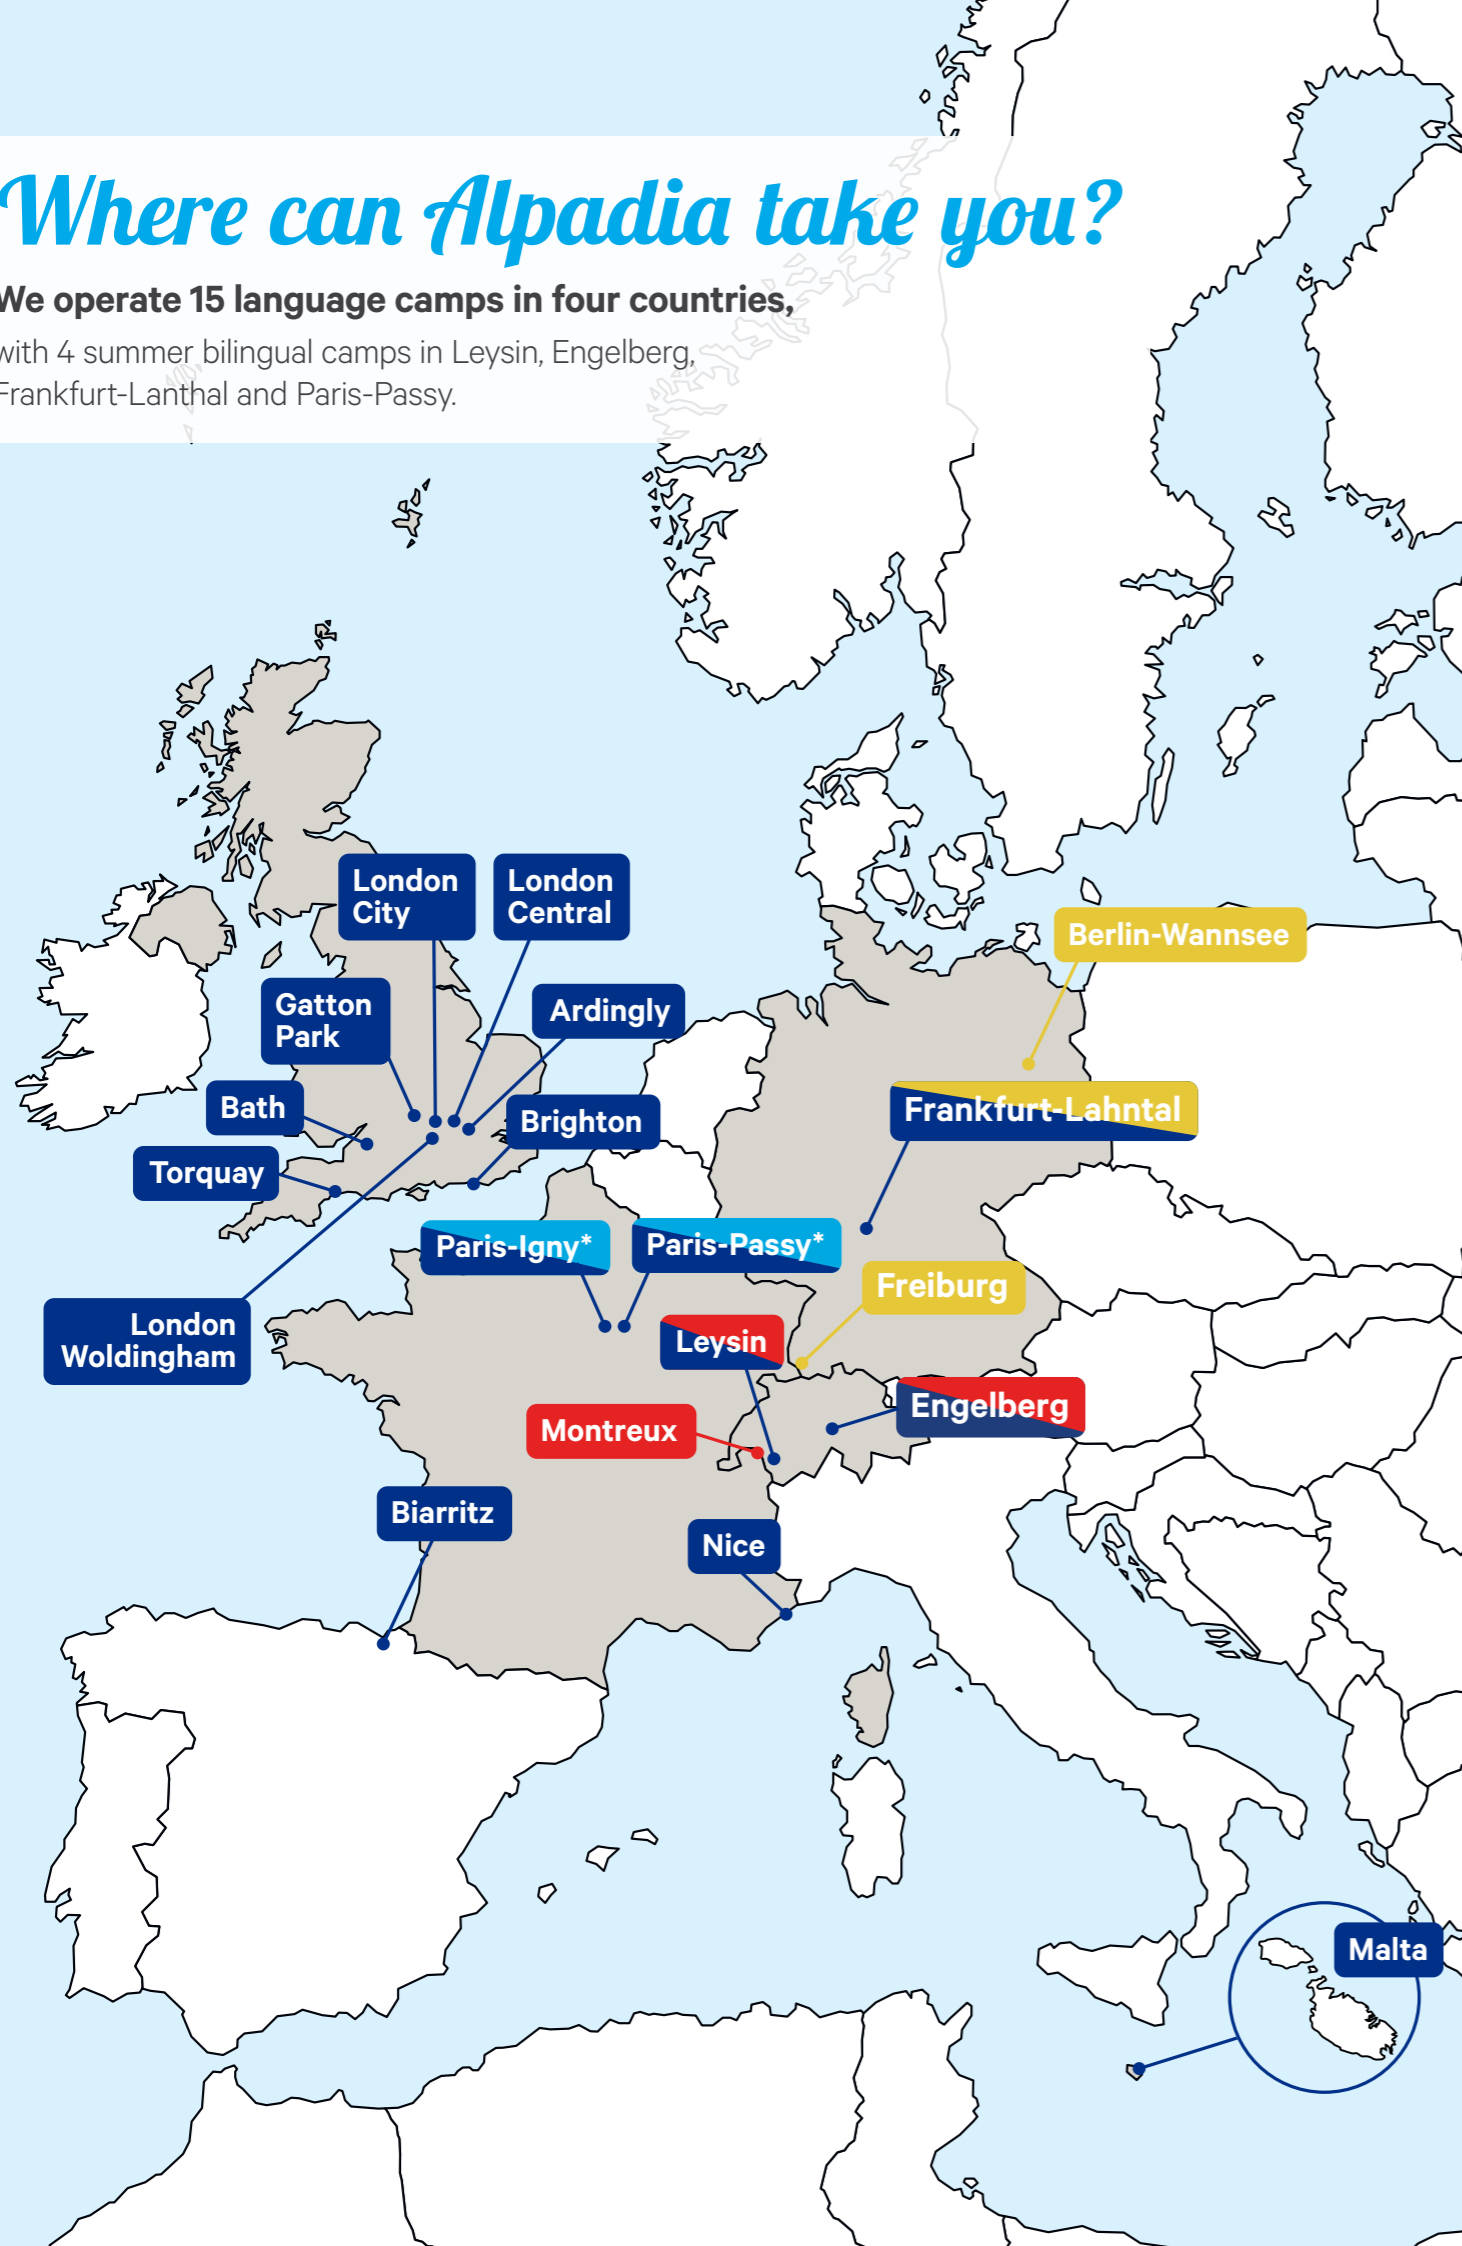 Where can Alpadia take you?
We operate 15 language camps in four countries,
with 4 summer bilingual camps in Leysin, Engelberg,
Frankfurt-Lanthal and Paris-Passy.
London
City
London
Central
Berlin-Wannsee
Gatton
Park
Ardingly
Bath
Brighton
Frankfurt-Lahntal
Torquay
Paris-Igny*
Paris-Passy*
Freiburg
London
Woldingham
Leysin
Engelberg
Montreux
Biarritz
Nice
Malta